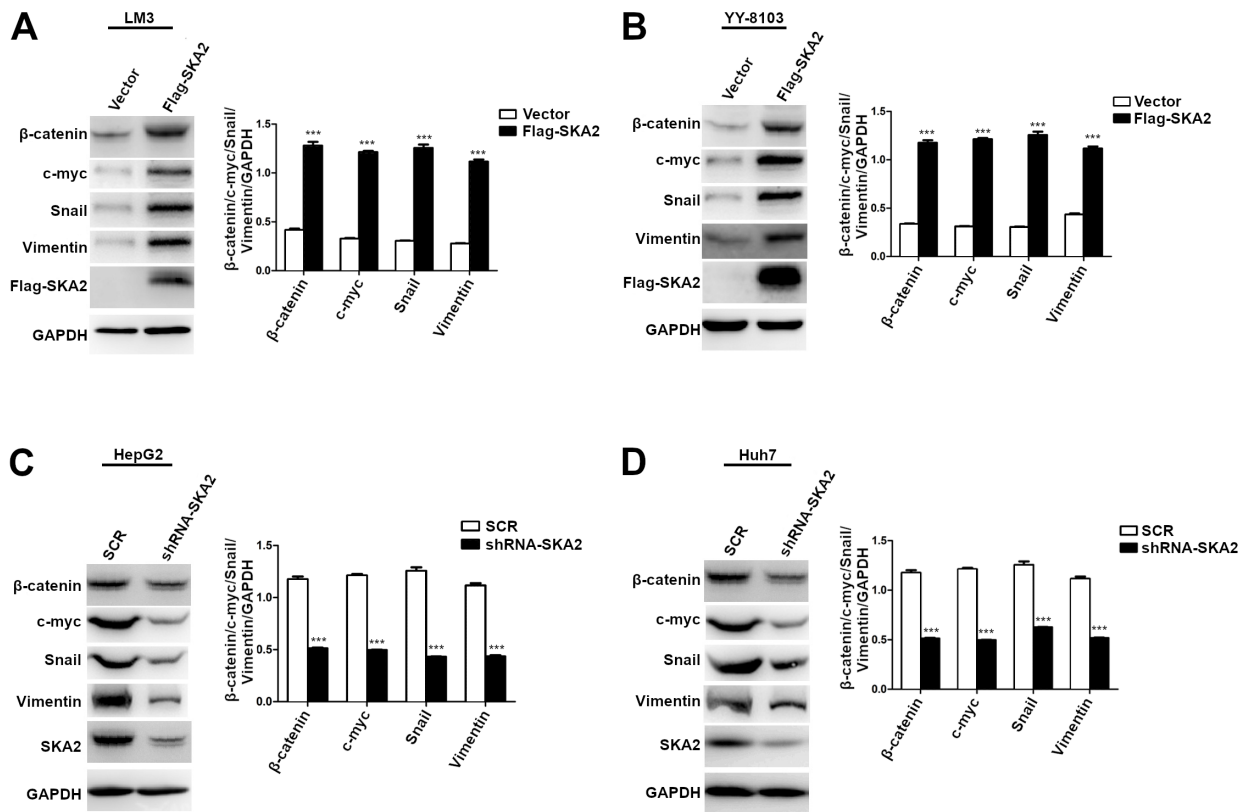 A
LM3
Vector
Flag-SKA2
β-catenin
c-myc
Snail
Vimentin
Flag-SKA2
GAPDH
Vector
Flag-SKA2
β-catenin/c-myc/Snail/
Vimentin/GAPDH
1.5
1.0
0.5
0.0
***
***
***
***
β-catenin
c-myc
Snail
Vimentin
B
YY-8103
Vector
Flag-SKA2
β-catenin
c-myc
Snail
Vimentin
Flag-SKA2
GAPDH
Vector
Flag-SKA2
β-catenin/c-myc/Snail/
Vimentin/GAPDH
1.5
1.0
0.5
0.0
***
***
***
***
β-catenin
c-myc
Snail
Vimentin
C
HepG2
SCR
shRNA-SKA2
β-catenin
c-myc
Snail
Vimentin
SKA2
GAPDH
SCR
shRNA-SKA2
β-catenin/c-myc/Snail/
Vimentin/GAPDH
1.5
1.0
0.5
0.0
***
***
***
***
β-catenin
c-myc
Snail
Vimentin
D
Huh7
SCR
shRNA-SKA2
β-catenin
c-myc
Snail
Vimentin
SKA2
GAPDH
SCR
shRNA-SKA2
β-catenin/c-myc/Snail/
Vimentin/GAPDH
1.5
1.0
0.5
0.0
***
***
***
***
β-catenin
c-myc
Snail
Vimentin